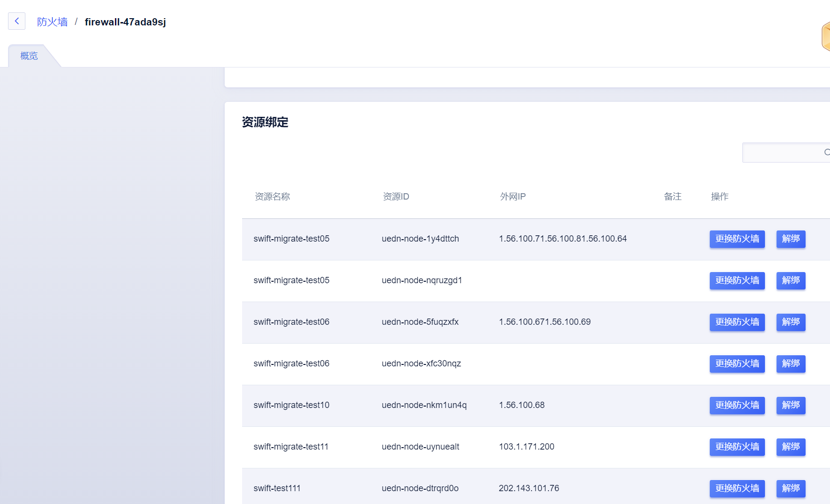 防火墙 / firewall-47ada9sj
概览
资源绑定
资源名称 资源ID 外网IP 备注 操作
swift-migrate-test05 uedn-node-1y4dttch 1.56.100.71.56.100.81.56.100.64 更换防火墙 解绑
swift-migrate-test05 uedn-node-nqruzgd1 更换防火墙 解绑
swift-migrate-test06 uedn-node-5fuqzxfx 1.56.100.671.56.100.69 更换防火墙 解绑
swift-migrate-test06 uedn-node-xfc30nqz 更换防火墙 解绑
swift-migrate-test10 uedn-node-nkm1un4q 1.56.100.68 更换防火墙 解绑
swift-migrate-test11 uedn-node-uynuealt 103.1.171.200 更换防火墙 解绑
swift-test111 uedn-node-dtrqrd0o 202.143.101.76 更换防火墙 解绑